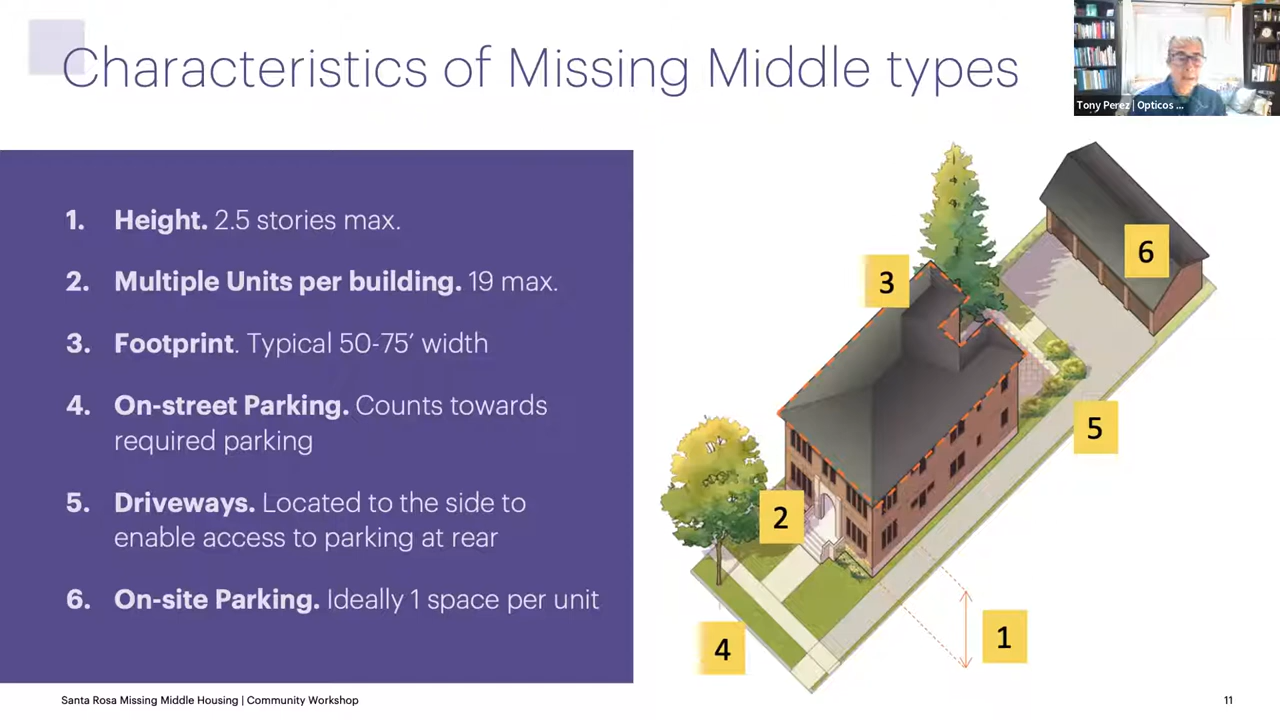 Characteristics of Missing Middle types
Tony Perez | Opticos ...
1. Height. 2.5 stories max.
2. Multiple Units per building. 19 max.
3. Footprint. Typical 50-75’ width
4. On-street Parking. Counts towards
required parking
5. Driveways. Located to the side to
enable access to parking at rear
6. On-site Parking. Ideally 1 space per unit
6
3
5
2
1
4
Santa Rosa Missing Middle Housing | Community Workshop
11